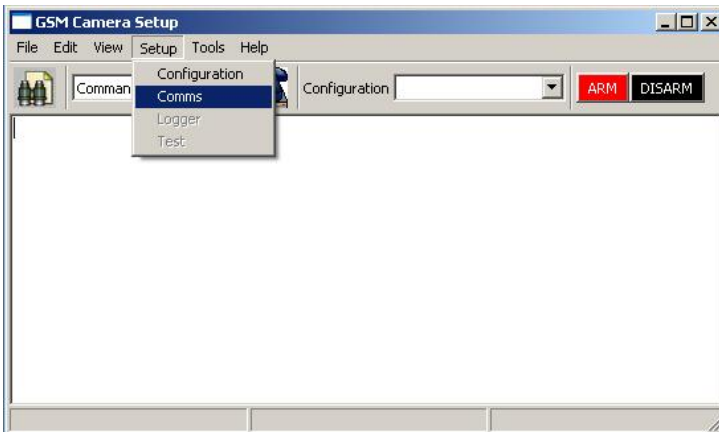 GSM Camera Setup
File Edit View Setup Tools Help
Configuration
Comms
Logger
Test
Comman
Configuration
ARM DISARM